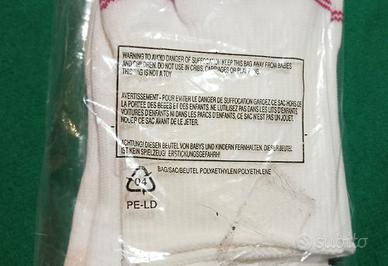 WARNING TO AVOID DANGER OF SUFFOCATION KEEP THIS BAG AWAY FROM BABIES
AND CHILDREN. DO NOT USE IN CRIBS, CARRIAGES OR PLAY PENS.
THIS BAG IS NOT A TOY
AVERTISSEMENT - POUR EVITER LE DANGER DE SUFFOCATION GARDEZ CE SAC HORS DE
LA PORTEE DES BEBES ET DES ENFANTS. NE LUTILISEZ PAS DANS LES LITS D'ENFANTS
VOITURES D'ENFANTS NI DANS LES PARCS D'ENFANTS. CE SAC N'EST PAS UN JOUET.
NOUER CE SAC AVANT DE LE JETER.
ACHTUNG! DIESEN BEUTEL VON BABYS UND KINDERN FERNHALTEN. DIESER BEUTEL
IST KEIN SPIELZEUG! ERSTICKUNGSGEFAHR!
BAG/SAC/BEUTEL POLYAETHYLEN-POLYETHYLENE
04
PE-LD
subito